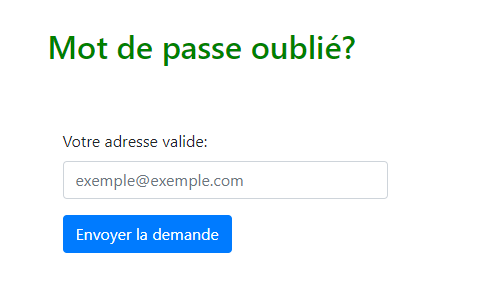 Mot de passe oublié?
Votre adresse valide:
exemple@exemple.com
Envoyer la demande